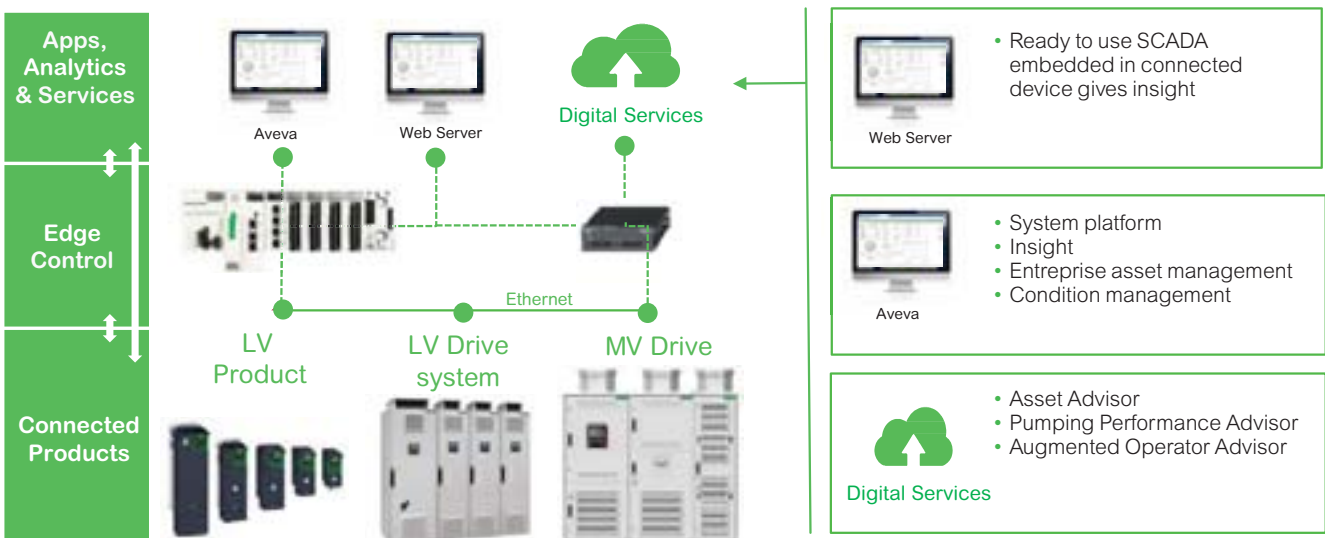 Apps,
Analytics
& Services
Edge
Control
Connected
Products
Aveva
Web Server
Digital Services
Ethernet
LV
Product
LV Drive
system
MV Drive
Web Server
• Ready to use SCADA
embedded in connected
device gives insight
Aveva
• System platform
• Insight
• Entreprise asset management
• Condition management
Digital Services
• Asset Advisor
• Pumping Performance Advisor
• Augmented Operator Advisor